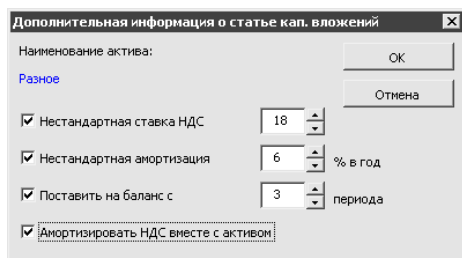 Дополнительная информация о статье кап. вложений
Наименование актива:
OK
Разное
Отмена
Нестандартная ставка НДС 18
Нестандартная амортизация 6 % в год
Поставить на баланс с 3 периода
Амортизировать НДС вместе с активом